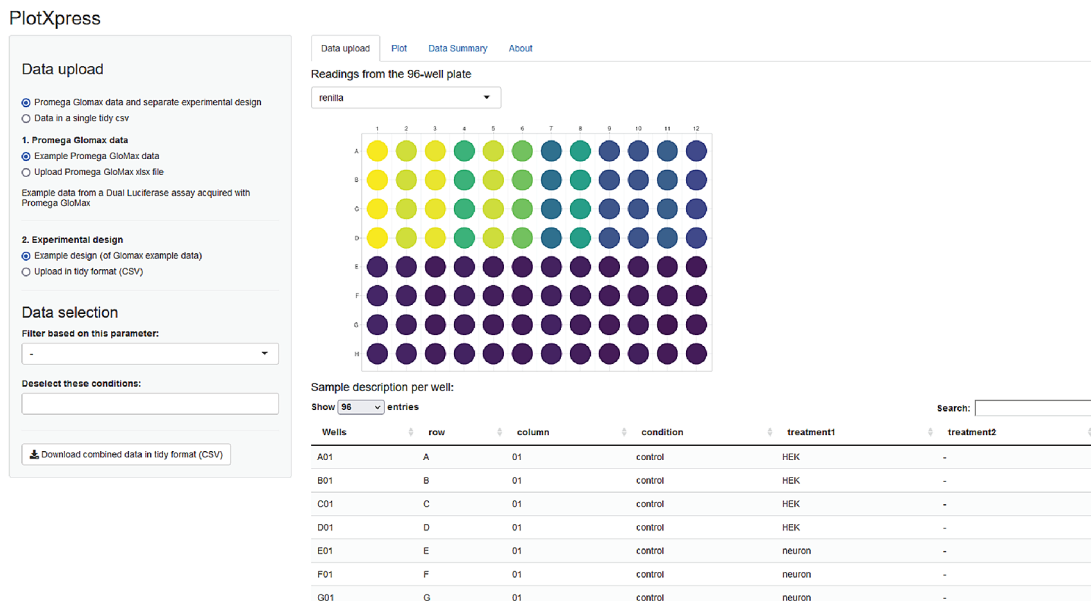 PlotXpress
Data upload
Promega Glomax data and separate experimental design
Data in a single tidy csv
1. Promega Glomax data
Example Promega GloMax data
Upload Promega GloMax xlsx file
Example data from a Dual Luciferase assay acquired with
Promega GloMax
2. Experimental design
Example design (of Glomax example data)
Upload in tidy format (CSV)
Data selection
Filter based on this parameter:
-
Deselect these conditions:
Download combined data in tidy format (CSV)
Data upload Plot Data Summary About
Readings from the 96-well plate
renilla
1 2 3 4 5 6 7 8 9 10 11 12
A
B
C
D
E
F
G
H
Sample description per well:
Show 96 entries
Search:
Wells row column condition treatment1 treatment2
A01 A 01 control HEK -
B01 B 01 control HEK -
C01 C 01 control HEK -
D01 D 01 control HEK -
E01 E 01 control neuron -
F01 F 01 control neuron -
G01 G 01 control neuron -